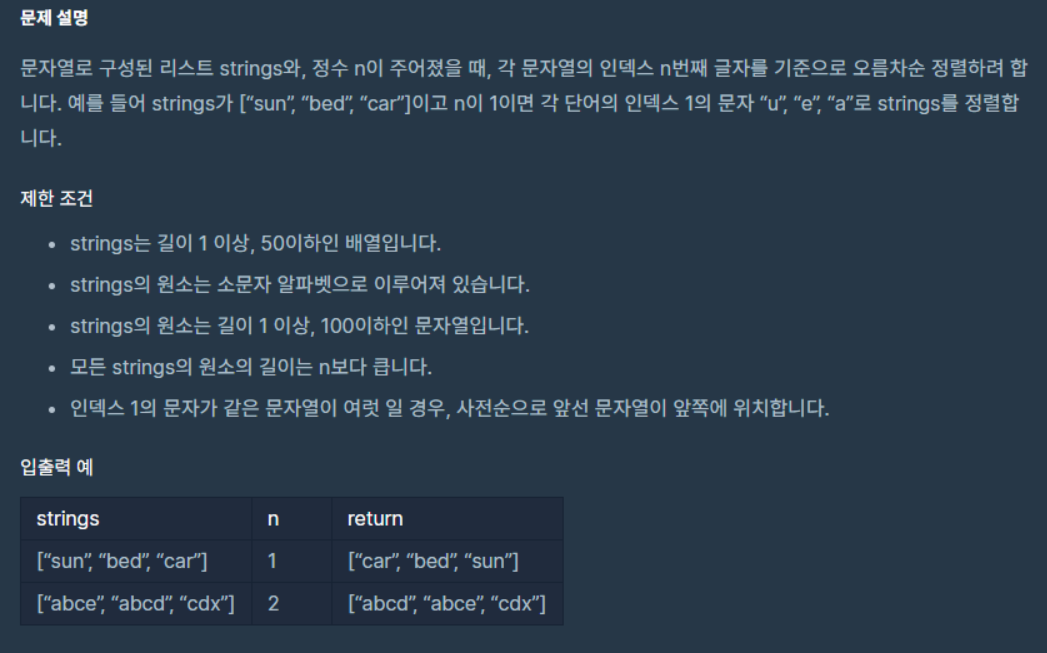 문제 설명
문자열로 구성된 리스트 strings와, 정수 n이 주어졌을 때, 각 문자열의 인덱스 n번째 글자를 기준으로 오름차순 정렬하려 합
니다. 예를 들어 strings가 [“sun”, “bed”, “car”]이고 n이 1이면 각 단어의 인덱스 1의 문자 “u”, “e”, “a”로 strings를 정렬합
니다.
제한 조건
• strings는 길이 1 이상, 50이하인 배열입니다.
• strings의 원소는 소문자 알파벳으로 이루어져 있습니다.
• strings의 원소는 길이 1 이상, 100이하인 문자열입니다.
• 모든 strings의 원소의 길이는 n보다 큽니다.
• 인덱스 1의 문자가 같은 문자열이 여럿 일 경우, 사전순으로 앞선 문자열이 앞쪽에 위치합니다.
입출력 예
strings n return
[“sun”, “bed”, “car”] 1 [“car”, “bed”, “sun”]
[“abce”, “abcd”, “cdx”] 2 [“abcd”, “abce”, “cdx”]